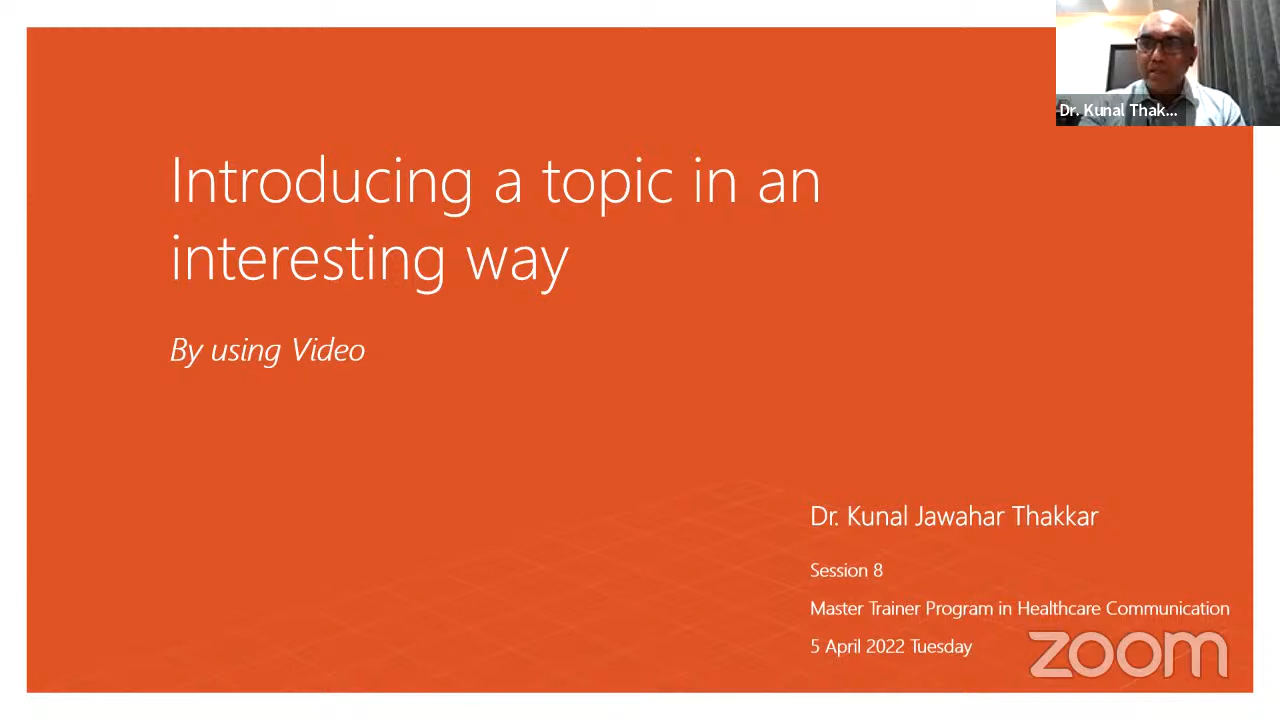 Dr. Kunal Thak...
Introducing a topic in an
interesting way
By using Video
Dr. Kunal Jawahar Thakkar
Session 8
Master Trainer Program in Healthcare Communication
5 April 2022 Tuesday
zoom